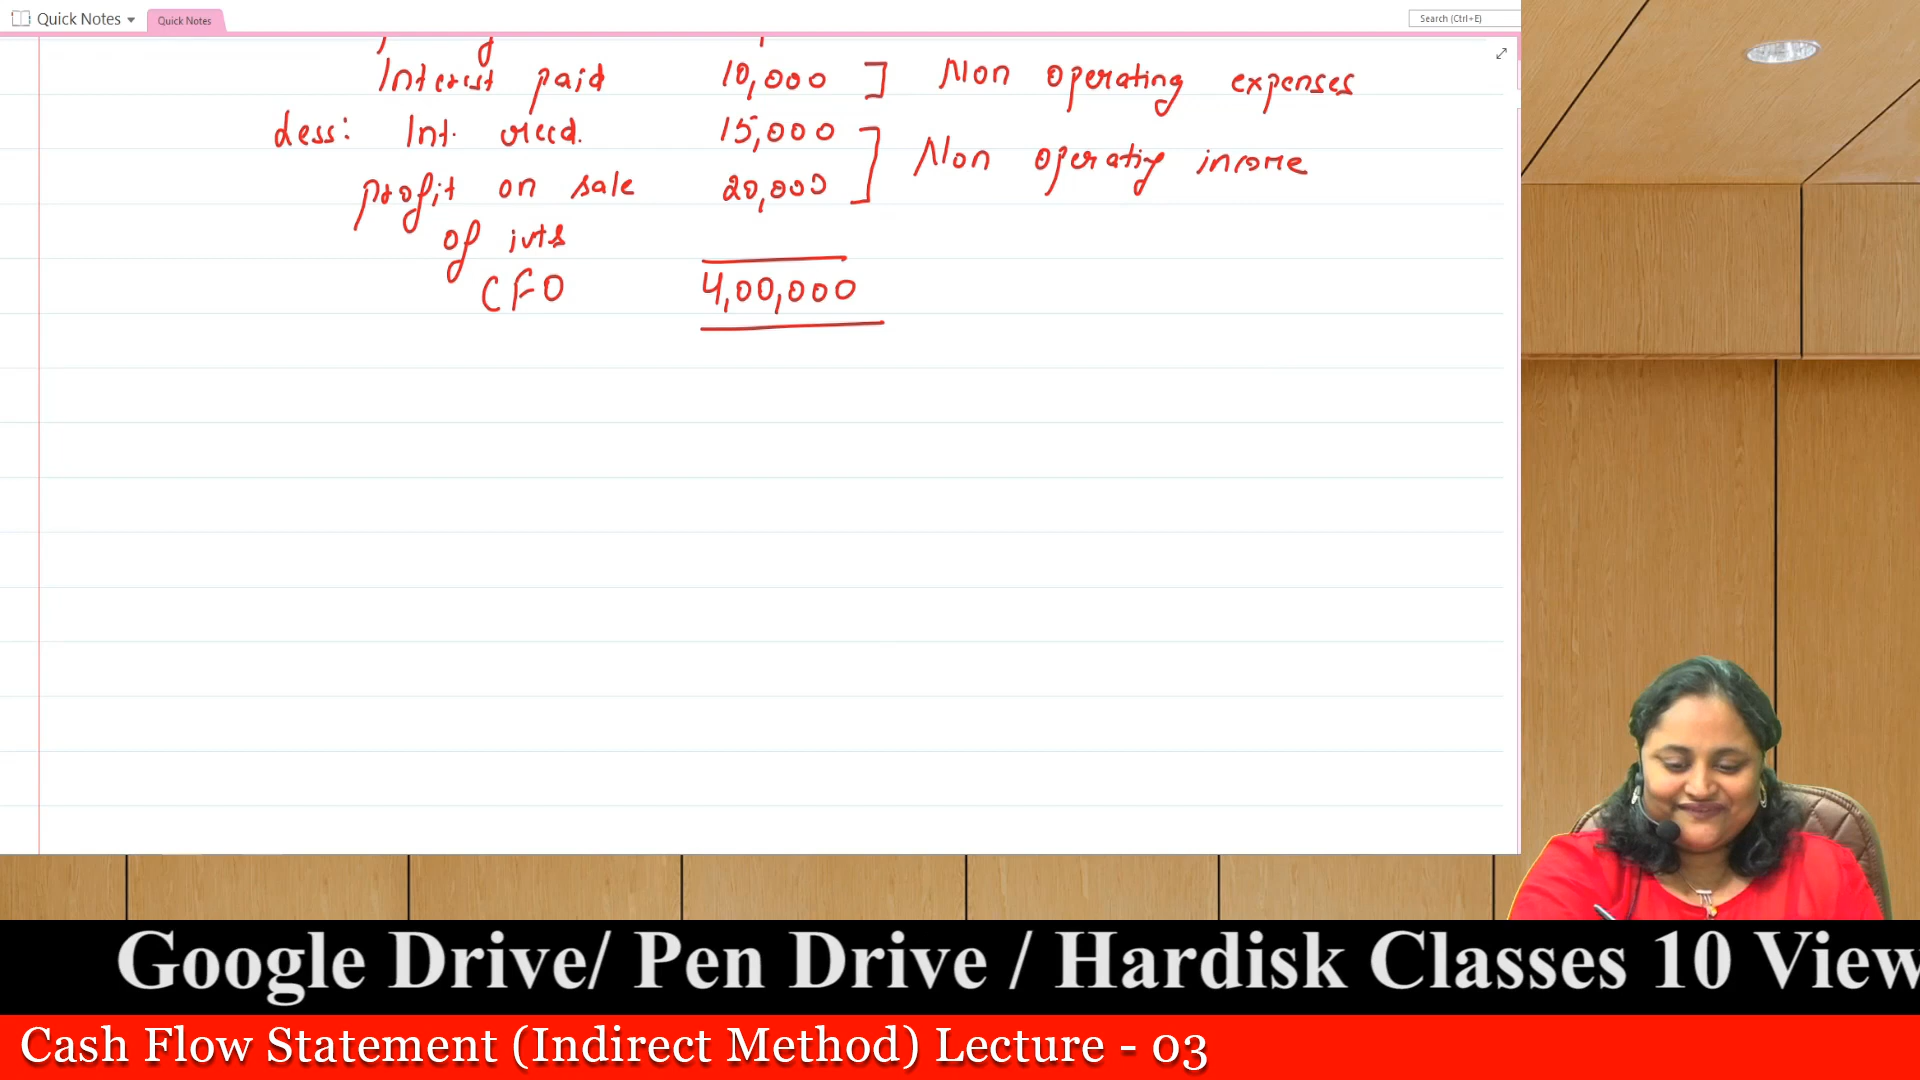 Quick Notes
Quick Notes
Search (Ctrl+E)
Interest paid 10,000 ] Non operating expenses
Less: Int. recd. 15,000
Profit on sale 20,000 ] Non operating income
of ivts
CFO 4,00,000
Google Drive/ Pen Drive / Hardisk Classes 10 View
Cash Flow Statement (Indirect Method) Lecture - 03